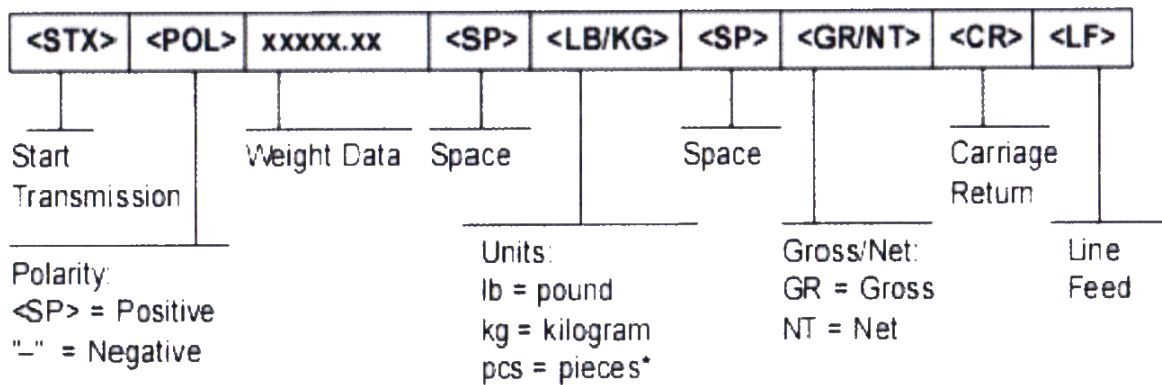 <STX> <POL> xxxxx.xx <SP> <LB/KG> <SP> <GR/NT> <CR> <LF>
Start
Transmission
Weight Data
Space
Space
Carriage
Return
Polarity:
<SP> = Positive
"–" = Negative
Units:
lb = pound
kg = kilogram
pcs = pieces*
Gross/Net:
GR = Gross
NT = Net
Line
Feed